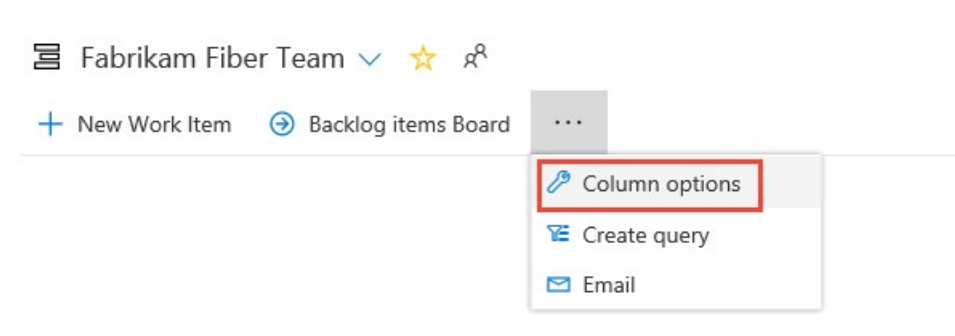 Fabrikam Fiber Team
New Work Item Backlog items Board ...
Column options
Create query
Email